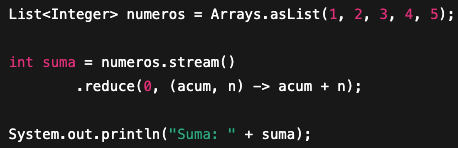 List<Integer> numeros = Arrays.asList(1, 2, 3, 4, 5);
int suma = numeros.stream()
.reduce(0, (acum, n) -> acum + n);
System.out.println("Suma: " + suma);